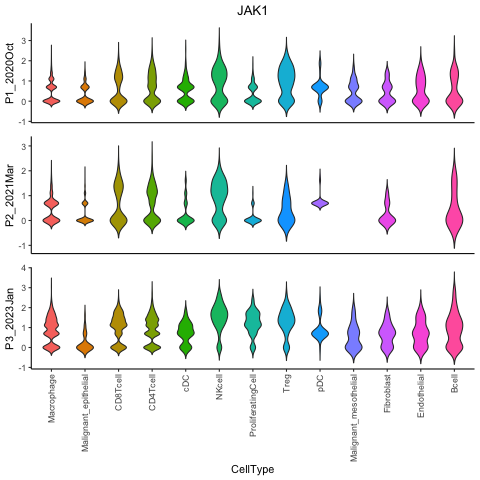 JAK1
P1_2020Oct
3
2
1
0
-1
P2_2021Mar
3
2
1
0
-1
P3_2023Jan
4
3
2
1
0
-1
Macrophage
Malignant_epithelial
CD8Tcell
CD4Tcell
cDC
NKcell
ProliferatingCell
Treg
pDC
Malignant_mesothelial
Fibroblast
Endothelial
Bcell
CellType